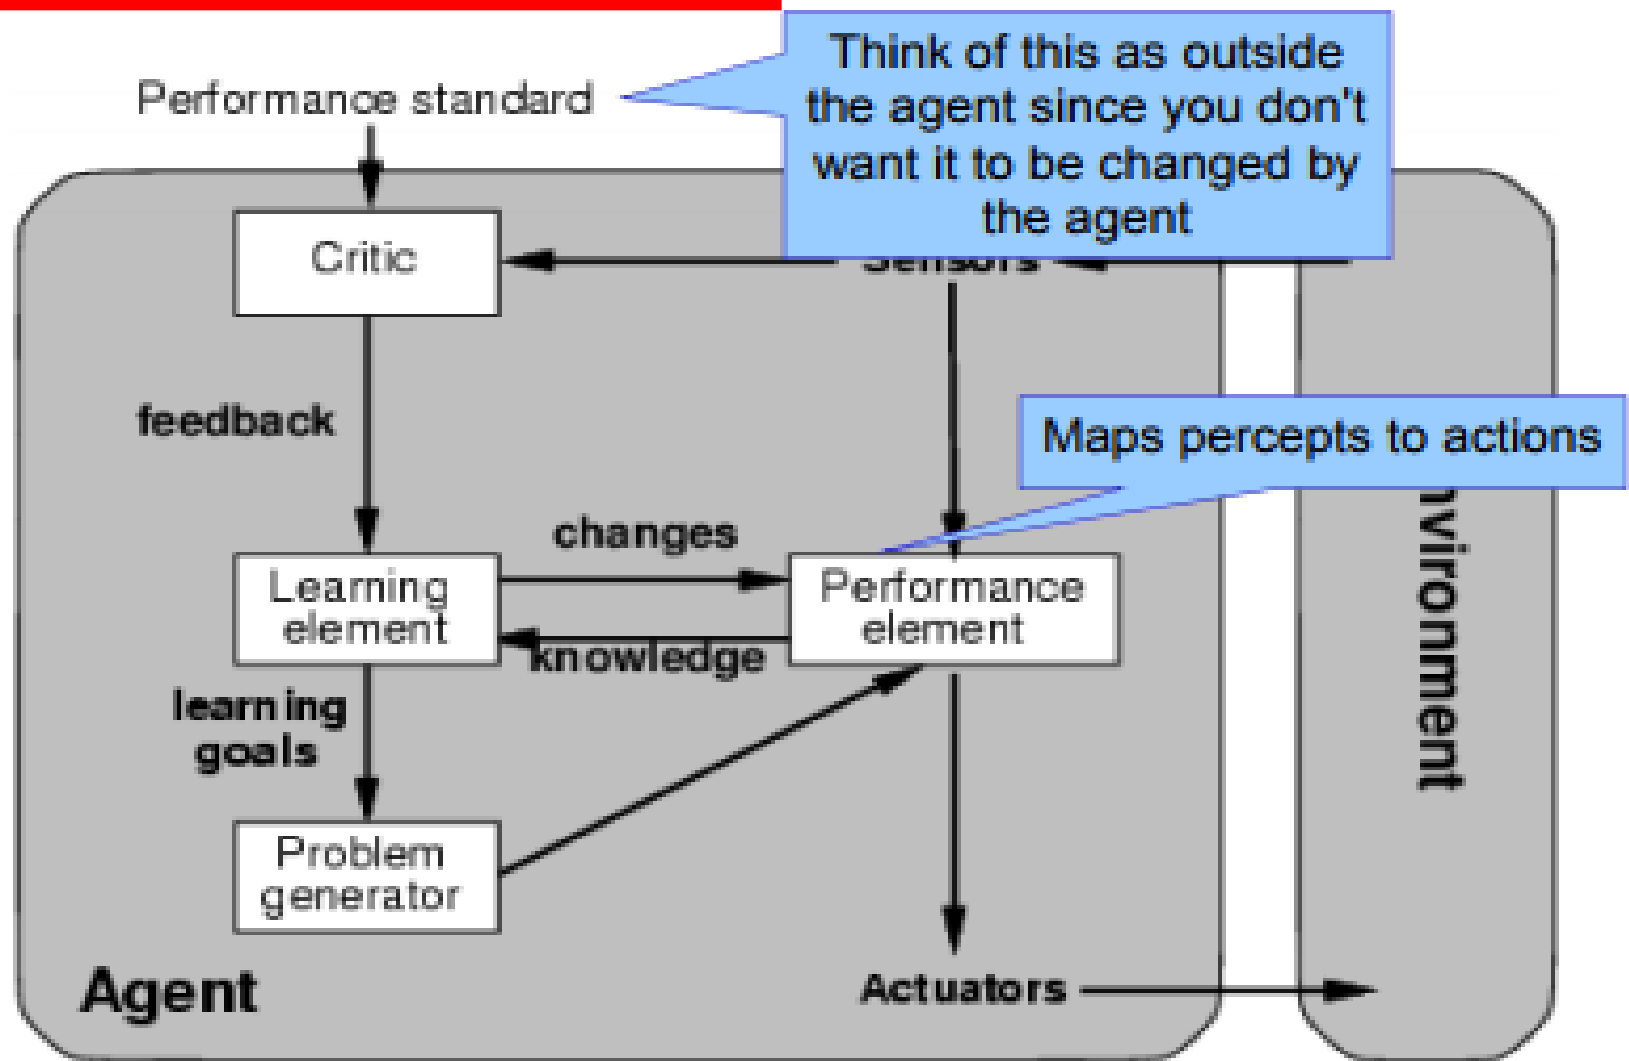 Think of this as outside
the agent since you don't
want it to be changed by
the agent
Performance standard
Critic
Sensors
feedback
Maps percepts to actions
changes
Learning
element
Performance
element
knowledge
learning
goals
Problem
generator
Agent
Actuators
nvironment